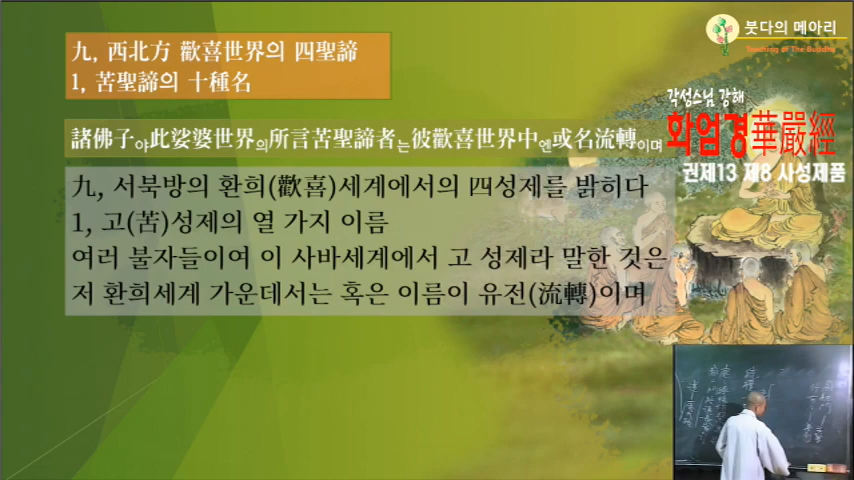 九, 西北方 歡喜世界의 四聖諦
1, 苦聖諦의 十種名
諸佛子야此娑婆世界의所言苦聖諦者는彼歡喜世界中엔或名流轉이며
九, 서북방의 환희(歡喜)세계에서의 四성제를 밝히다
1, 고(苦)성제의 열 가지 이름
여러 불자들이여 이 사바세계에서 고 성제라 말한 것은
저 환희세계 가운데서는 혹은 이름이 유전(流轉)이며
붓다의 메아리
Teaching of The Buddha
각성스님 강해
화엄경華嚴經
권제13 제8 사성제품